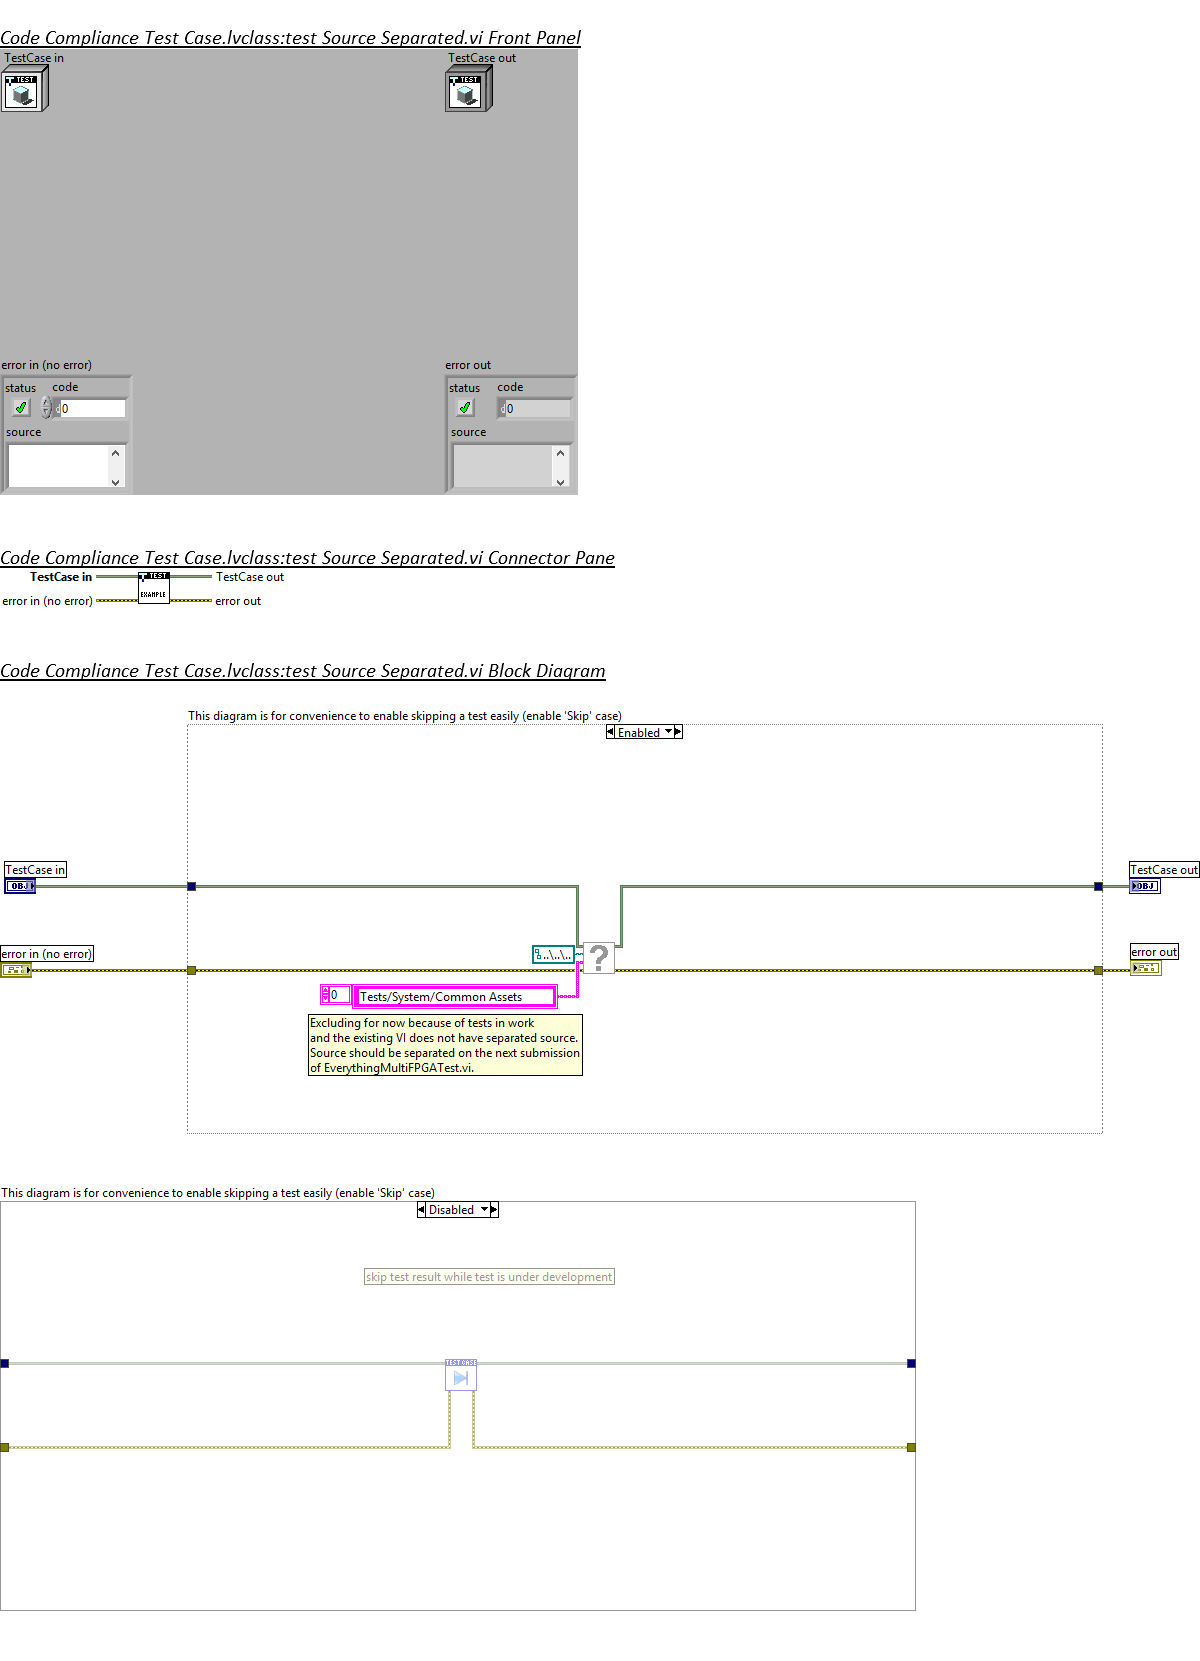 Code Compliance Test Case.lvclass:test Source Separated.vi Front Panel
TestCase in
TestCase out
TEST
TEST
error in (no error)
error out
status code
status code
d 0
d 0
source
source
Code Compliance Test Case.lvclass:test Source Separated.vi Connector Pane
TestCase in
TEST
EXAMPLE
TestCase out
error in (no error)
error out
Code Compliance Test Case.lvclass:test Source Separated.vi Block Diagram
This diagram is for convenience to enable skipping a test easily (enable 'Skip' case)
Enabled
TestCase in
OBJ
TestCase out
OBJ
error in (no error)
error out
..\..\..
?
0
Tests/System/Common Assets
Excluding for now because of tests in work
and the existing VI does not have separated source.
Source should be separated on the next submission
of EverythingMultiFPGATest.vi.
This diagram is for convenience to enable skipping a test easily (enable 'Skip' case)
Disabled
skip test result while test is under development
TEST CASE